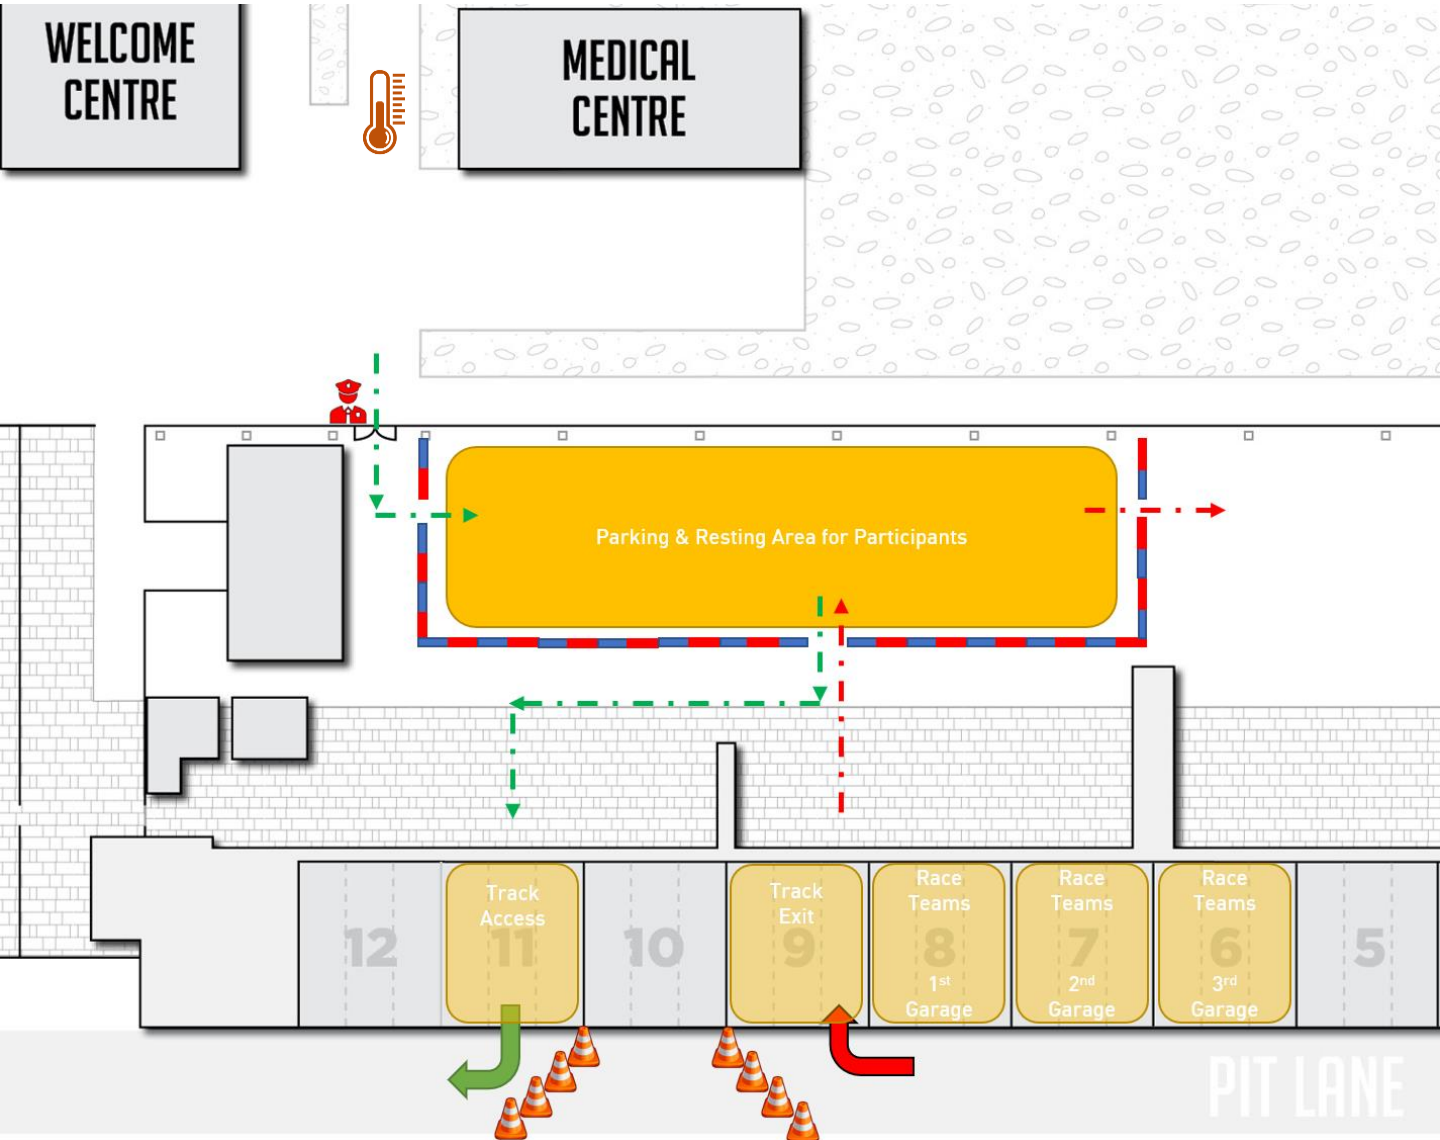 WELCOME
CENTRE
MEDICAL
CENTRE
Parking & Resting Area for Participants
12
Track
Access
11
10
Track
Exit
9
Race
Teams
8
1st
Garage
Race
Teams
7
2nd
Garage
Race
Teams
6
3rd
Garage
5
PIT LANE